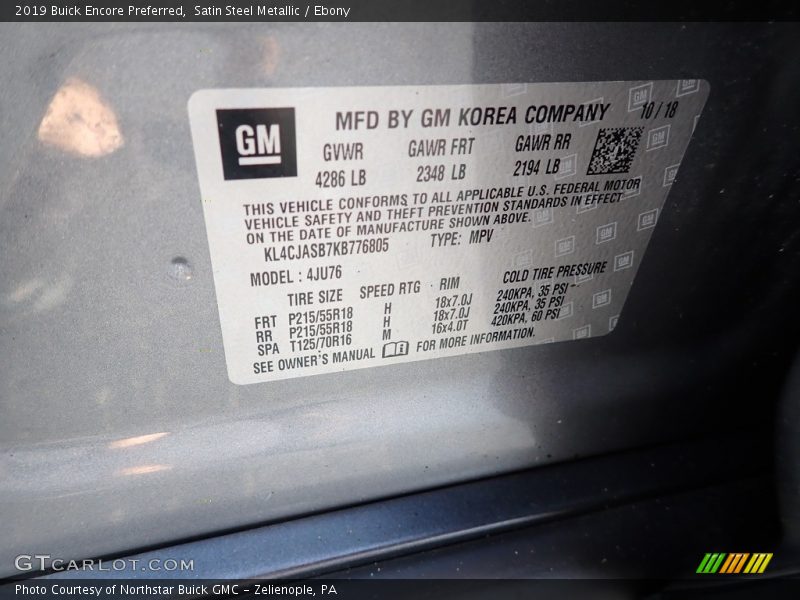 2019 Buick Encore Preferred,  Satin Steel Metallic / Ebony
GM
MFD BY GM KOREA COMPANY 10/18
GVWR GAWR FRT GAWR RR
4286 LB 2348 LB 2194 LB
THIS VEHICLE CONFORMS TO ALL APPLICABLE U.S. FEDERAL MOTOR
VEHICLE SAFETY AND THEFT PREVENTION STANDARDS IN EFFECT
ON THE DATE OF MANUFACTURE SHOWN ABOVE.
KL4CJASB7KB776805 TYPE: MPV
MODEL : 4JU76
TIRE SIZE SPEED RTG RIM COLD TIRE PRESSURE
FRT P215/55R18 H 18x7.0J 240KPA, 35 PSI
RR P215/55R18 H 18x7.0J 240KPA, 35 PSI
SPA T125/70R16 M 16x4.0T 420KPA, 60 PSI
SEE OWNER'S MANUAL FOR MORE INFORMATION.
GTCARLOT.COM
Photo Courtesy of Northstar Buick GMC – Zelienople, PA